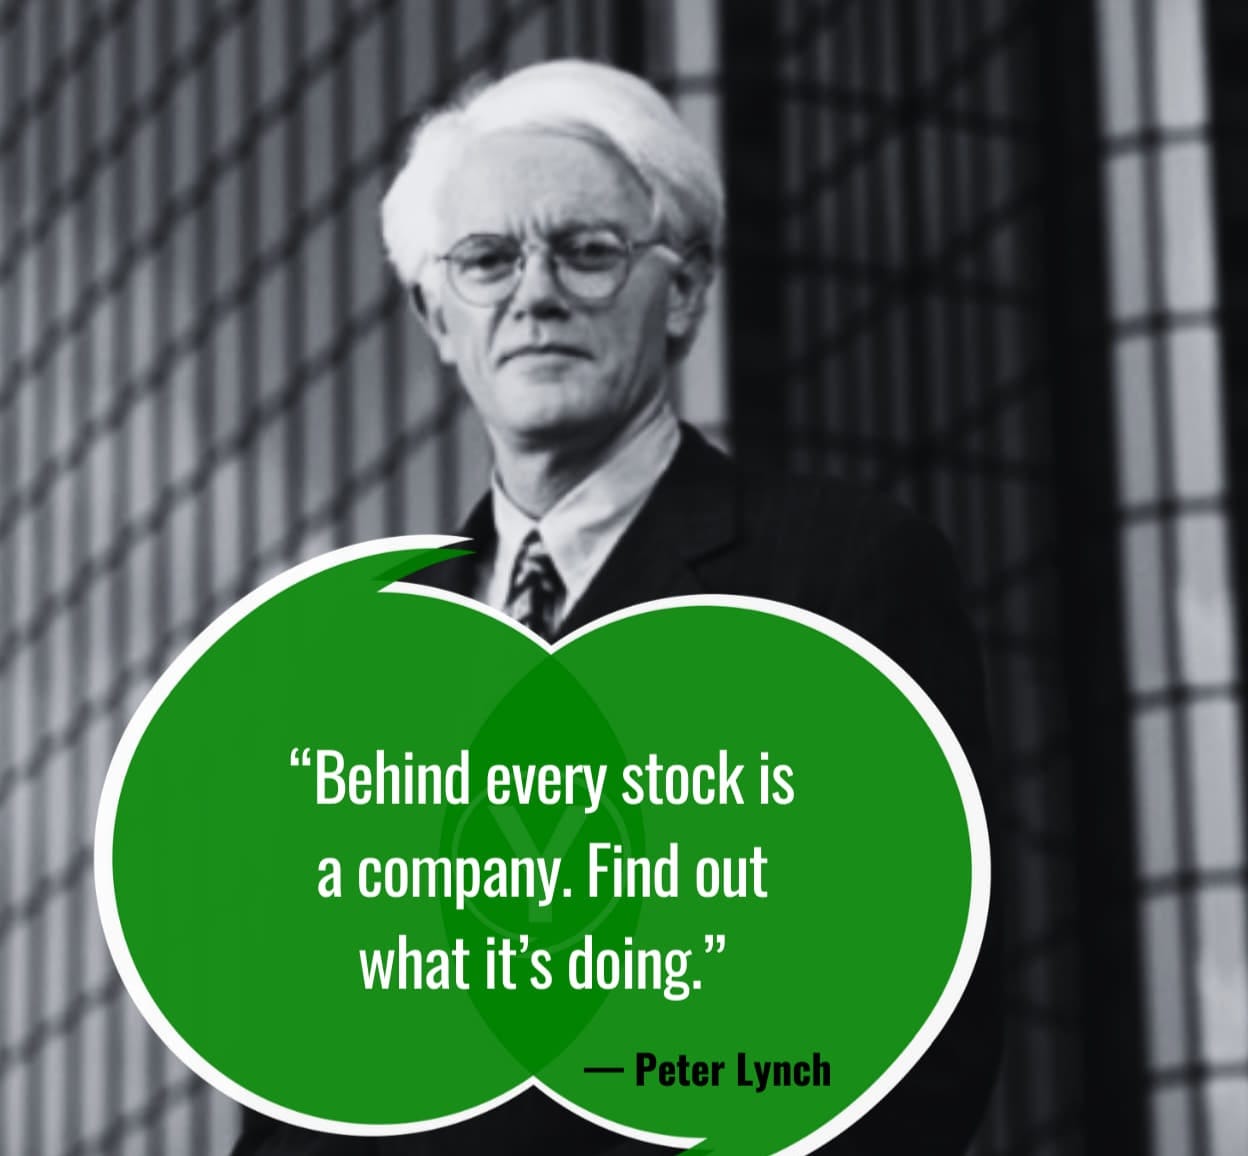 “Behind every stock is
a company. Find out
what it’s doing.”
— Peter Lynch